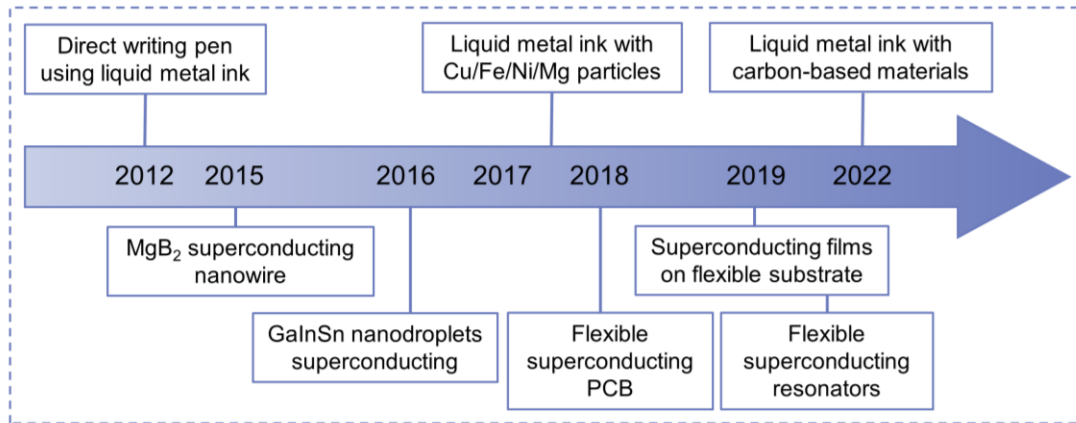 Direct writing pen
using liquid metal ink
Liquid metal ink with
Cu/Fe/Ni/Mg particles
Liquid metal ink with
carbon-based materials
2012 2015 2016 2017 2018 2019 2022
MgB₂ superconducting
nanowire
Superconducting films
on flexible substrate
GaInSn nanodroplets
superconducting
Flexible
superconducting
PCB
Flexible
superconducting
resonators